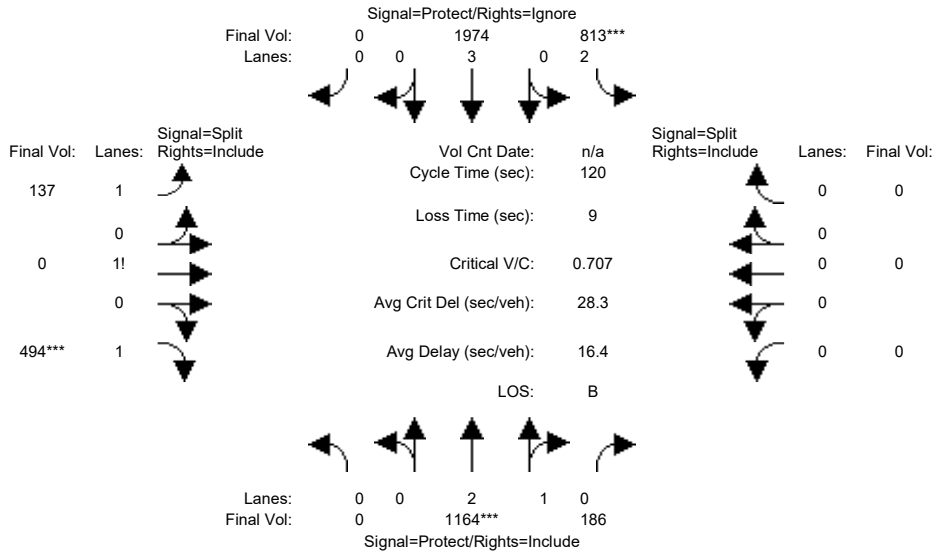 Signal=Protect/Rights=Ignore
Final Vol: 0 1974 813***
Lanes: 0 0 3 0 2
Signal=Split Signal=Split
Final Vol: Lanes: Rights=Include Vol Cnt Date: n/a Rights=Include Lanes: Final Vol:
Cycle Time (sec): 120
137 1 0 0
Loss Time (sec): 9
0 0
0 1! Critical V/C: 0.707 0 0
0 Avg Crit Del (sec/veh): 28.3 0
494*** 1 Avg Delay (sec/veh): 16.4 0 0
LOS: B
Lanes: 0 0 2 1 0
Final Vol: 0 1164*** 186
Signal=Protect/Rights=Include